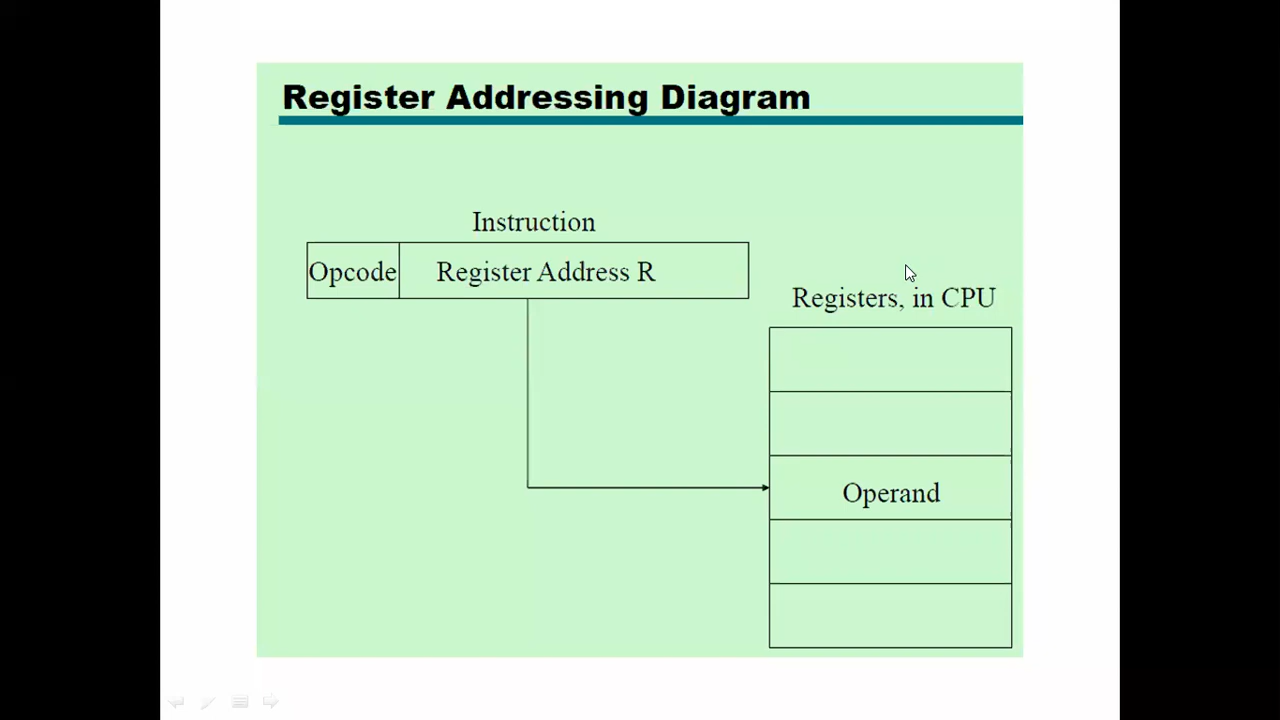 Register Addressing Diagram
Instruction
Opcode
Register Address R
Registers, in CPU
Operand